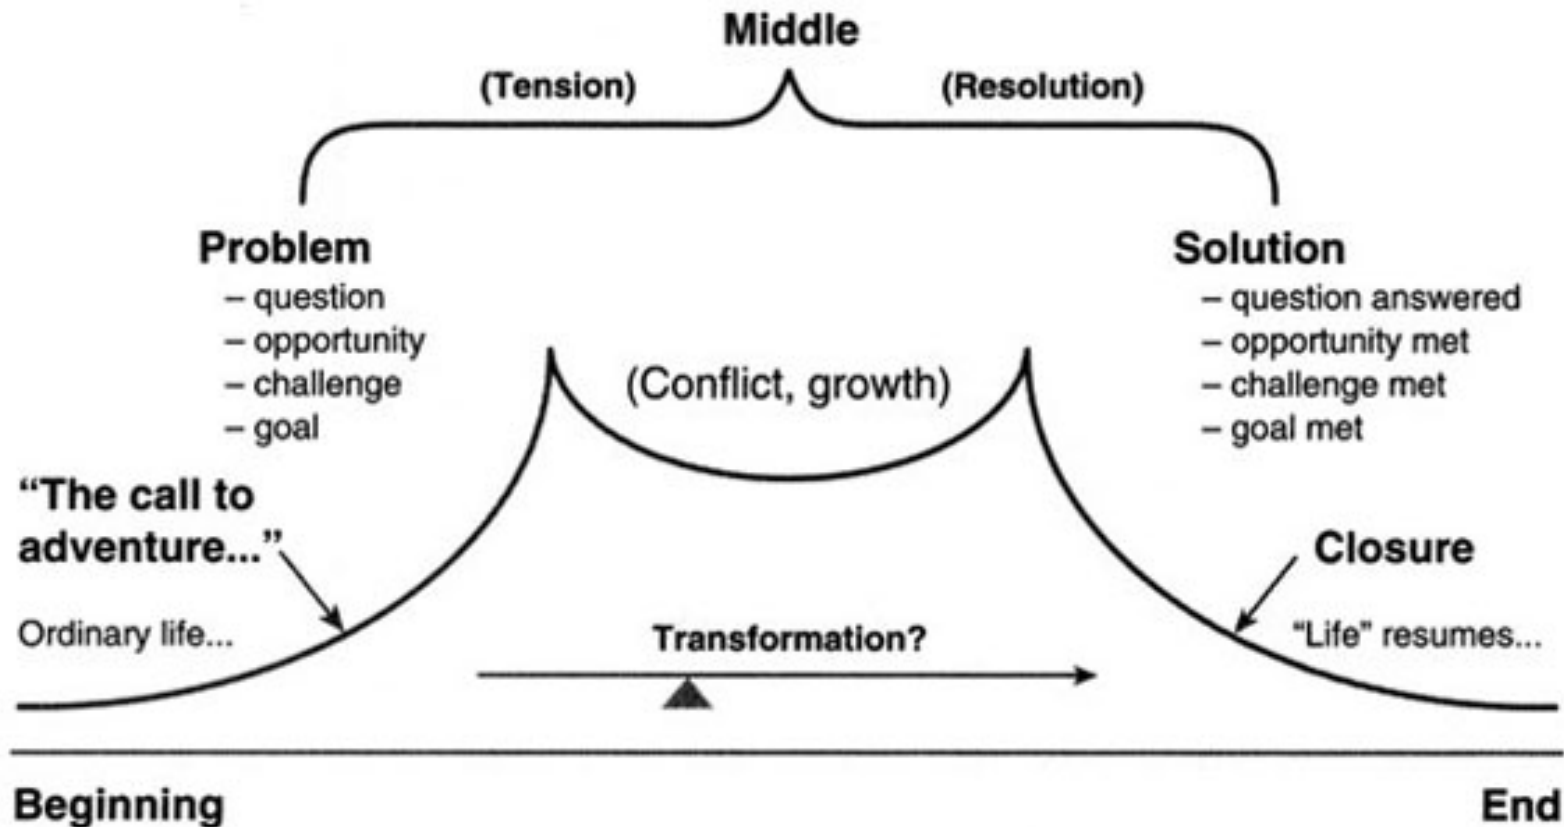 Middle
(Tension)
(Resolution)
Problem
– question
– opportunity
– challenge
– goal
Solution
– question answered
– opportunity met
– challenge met
– goal met
(Conflict, growth)
“The call to
adventure...”
Closure
Ordinary life...
Transformation?
“Life” resumes...
Beginning
End